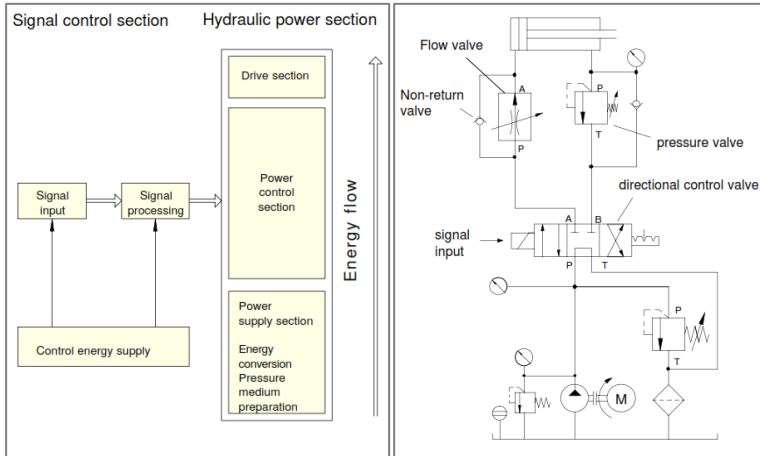 Signal control section
Hydraulic power section
Drive section
Power
control
section
Signal
input
Signal
processing
Control energy supply
Power
supply section
Energy
conversion
Pressure
medium
preparation
Energy flow
Flow valve
Non-return
valve
A
P
P
T
pressure valve
directional control valve
signal
input
A
B
P
T
P
T
M